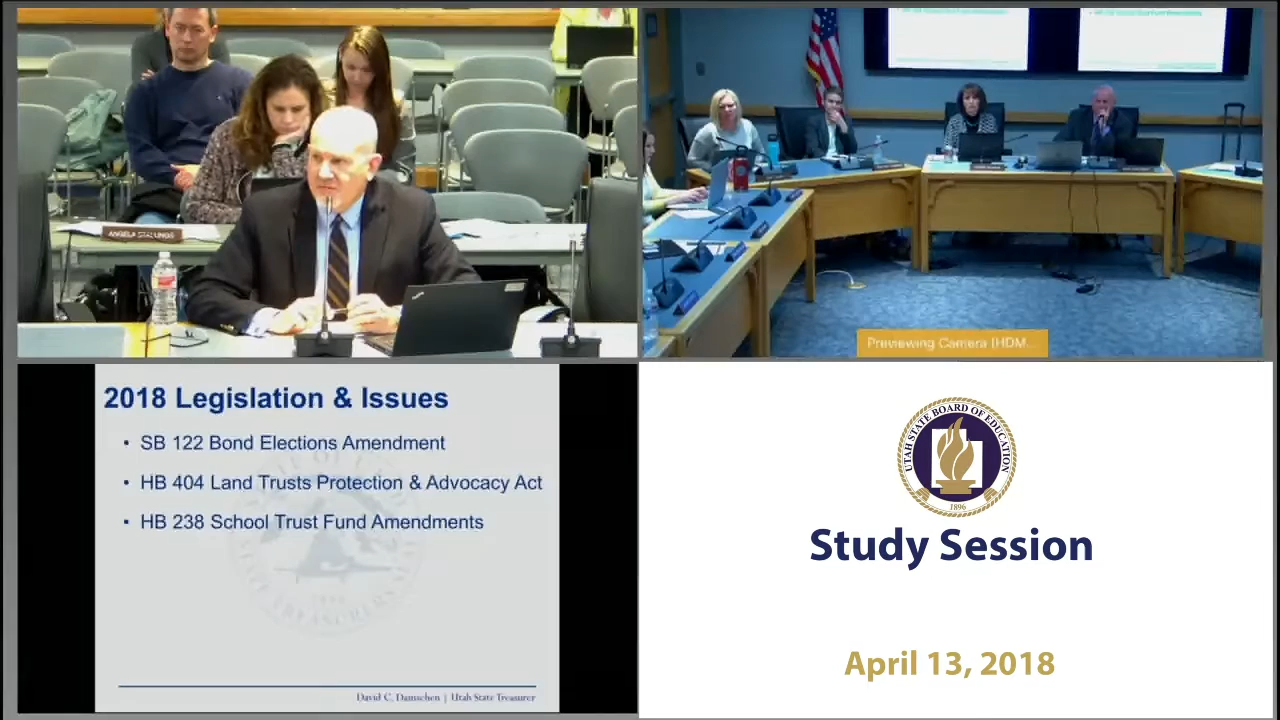 ANGELA STALLINGS
Previewing Camera (HDM...
2018 Legislation & Issues
• SB 122 Bond Elections Amendment
• HB 404 Land Trusts Protection & Advocacy Act
• HB 238 School Trust Fund Amendments
David C. Damschen | Utah State Treasurer
UTAH STATE BOARD OF EDUCATION
1896
Study Session
April 13, 2018